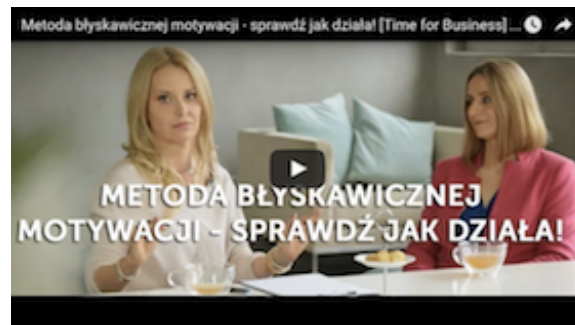 Metoda błyskawicznej motywacji - sprawdź jak działa! [Time for Business] ...
METODA BŁYSKAWICZNEJ
MOTYWACJI - SPRAWDŹ JAK DZIAŁA!